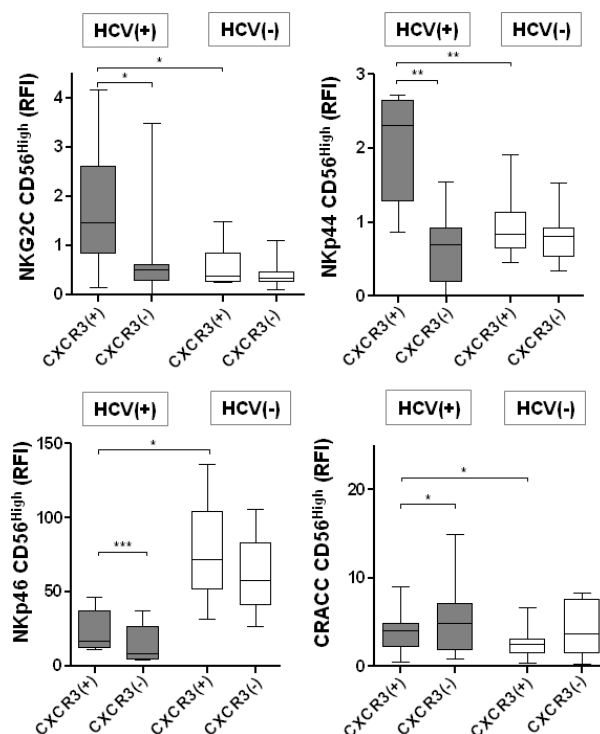 HCV(+) HCV(-)
NKG2C CD56High (RFI)
4
3
2
1
0
*
*
CXCR3(+) CXCR3(-) CXCR3(+) CXCR3(-)
HCV(+) HCV(-)
NKp44 CD56High (RFI)
3
2
1
0
**
**
CXCR3(+) CXCR3(-) CXCR3(+) CXCR3(-)
HCV(+) HCV(-)
NKp46 CD56High (RFI)
150
100
50
0
*
***
CXCR3(+) CXCR3(-) CXCR3(+) CXCR3(-)
HCV(+) HCV(-)
CRACC CD56High (RFI)
20
10
0
*
*
CXCR3(+) CXCR3(-) CXCR3(+) CXCR3(-)